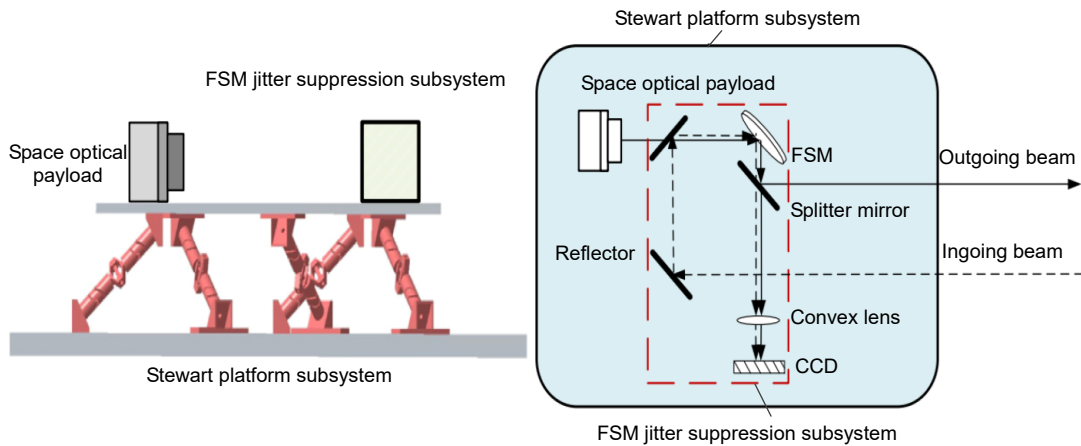 FSM jitter suppression subsystem
Space optical
payload
Stewart platform subsystem
Stewart platform subsystem
Space optical payload
FSM
Outgoing beam
Splitter mirror
Reflector
Ingoing beam
Convex lens
CCD
FSM jitter suppression subsystem